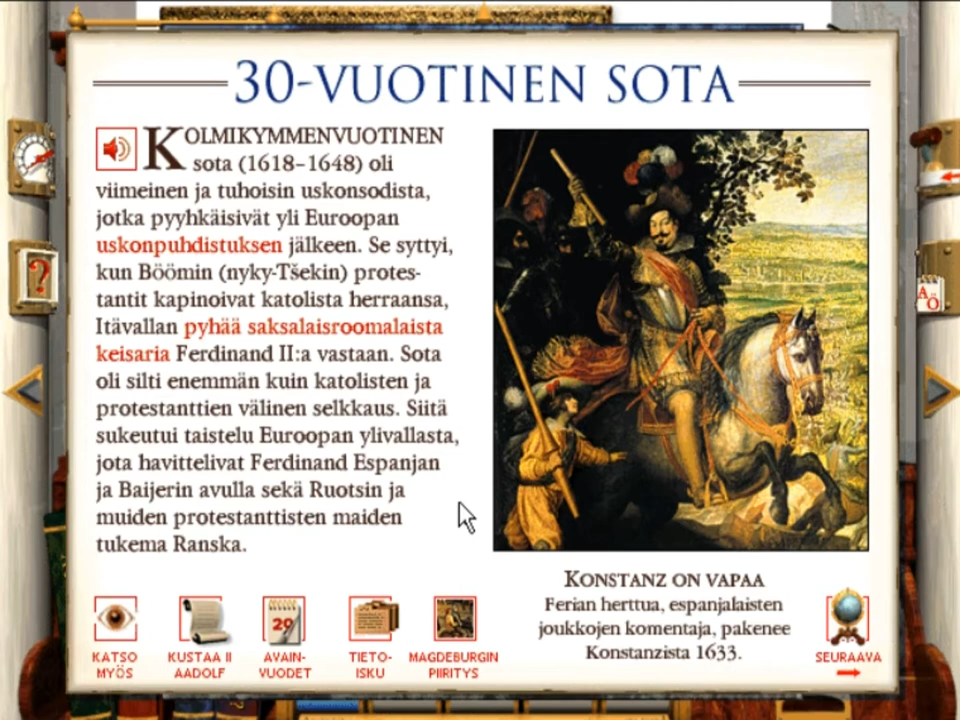 30-VUOTINEN SOTA
KOLMIKYMMENVUOTINEN
sota (1618–1648) oli
viimeinen ja tuhoisin uskonsodista,
jotka pyyhkäisivät yli Euroopan
uskonpuhdistuksen jälkeen. Se syttyi,
kun Böömin (nyky-Tšekin) protes-
tantit kapinoivat katolista herraansa,
Itävallan pyhää saksalaisroomalaista
keisaria Ferdinand II:a vastaan. Sota
oli silti enemmän kuin katolisten ja
protestanttien välinen selkkaus. Siitä
sukeutui taistelu Euroopan ylivallasta,
jota havittelivat Ferdinand Espanjan
ja Baijerin avulla sekä Ruotsin ja
muiden protestanttisten maiden
tukema Ranska.
KONSTANZ ON VAPAA
Ferian herttua, espanjalaisten
joukkojen komentaja, pakenee
Konstanzista 1633.
?
A
Ö
29
KATSO
MYÖS
KUSTAA II
AADOLF
AVAIN-
VUODET
TIETO-
ISKU
MAGDEBURGIN
PIIRITYS
SEURAAVA